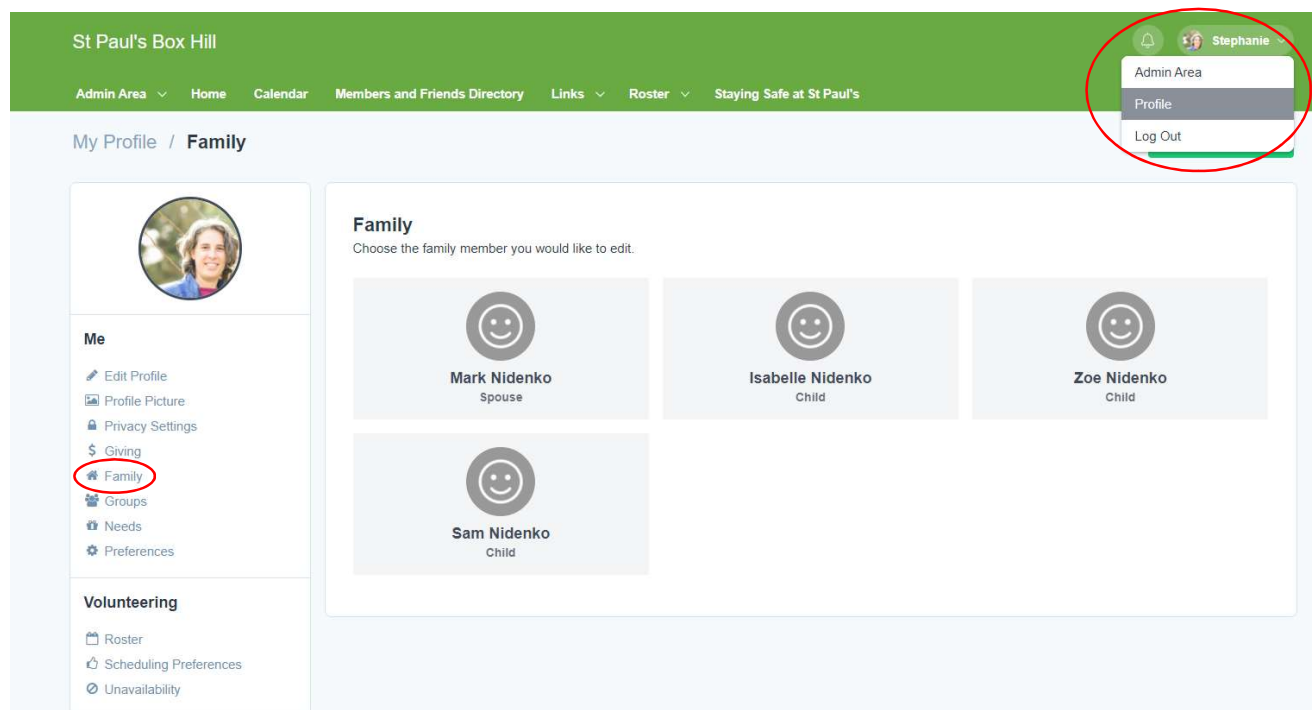 St Paul's Box Hill
Stephanie
Admin Area
Profile
Log Out
Admin Area Home Calendar Members and Friends Directory Links Roster Staying Safe at St Paul's
My Profile / Family
Me
Edit Profile
Profile Picture
Privacy Settings
$ Giving
Family
Groups
Needs
Preferences
Volunteering
Roster
Scheduling Preferences
Unavailability
Family
Choose the family member you would like to edit.
Mark Nidenko
Spouse
Isabelle Nidenko
Child
Zoe Nidenko
Child
Sam Nidenko
Child